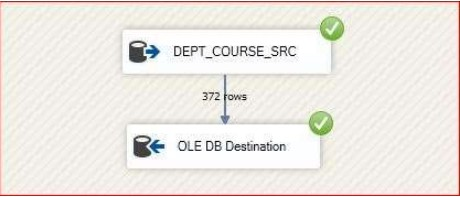 DEPT_COURSE_SRC
372 rows
OLE DB Destination